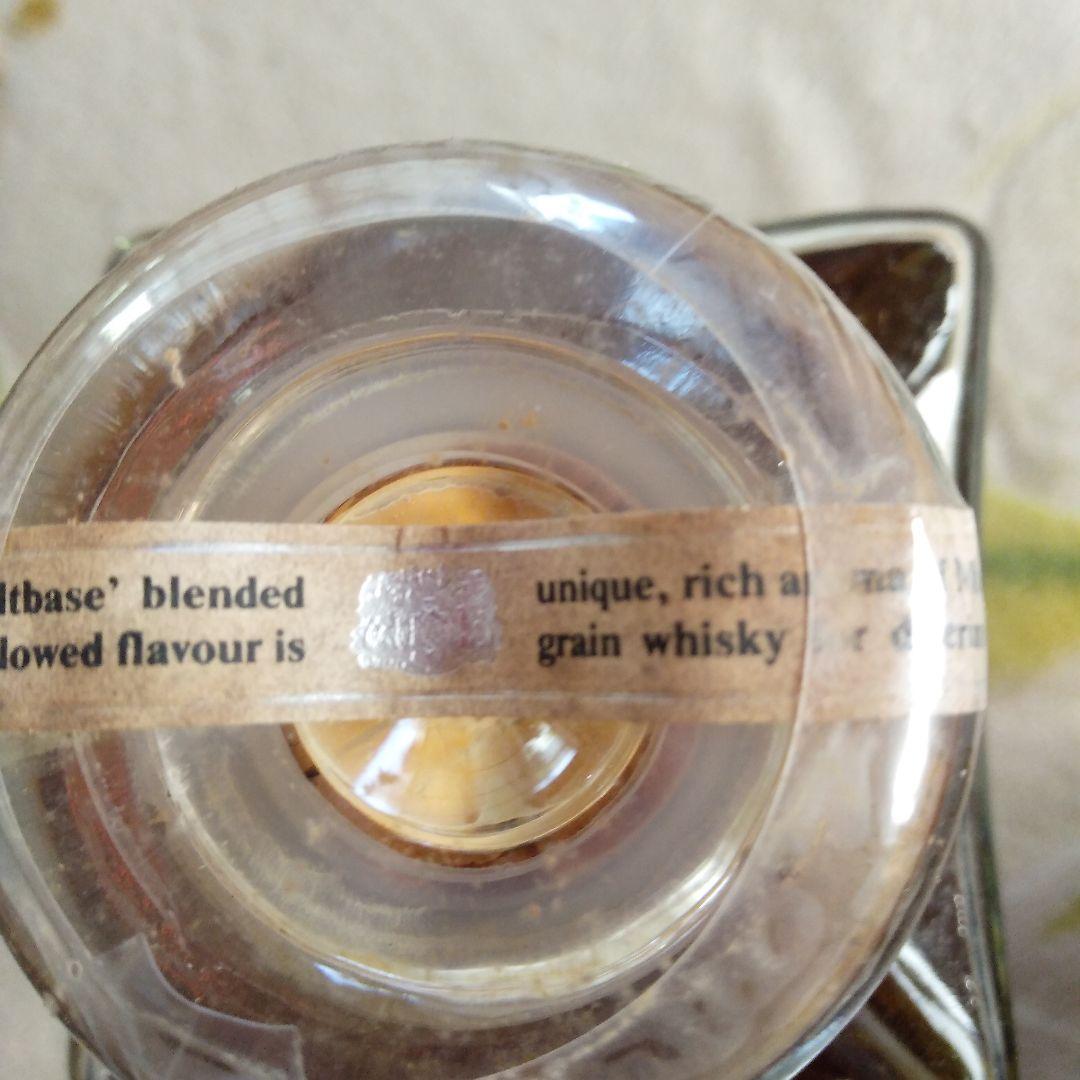 ltbase’ blended unique, rich
lowed flavour is grain whisky